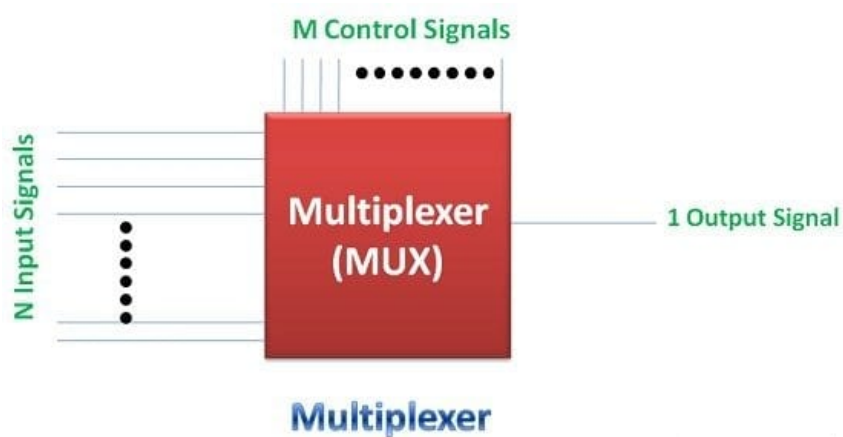 M Control Signals
N Input Signals
Multiplexer
(MUX)
1 Output Signal
Multiplexer